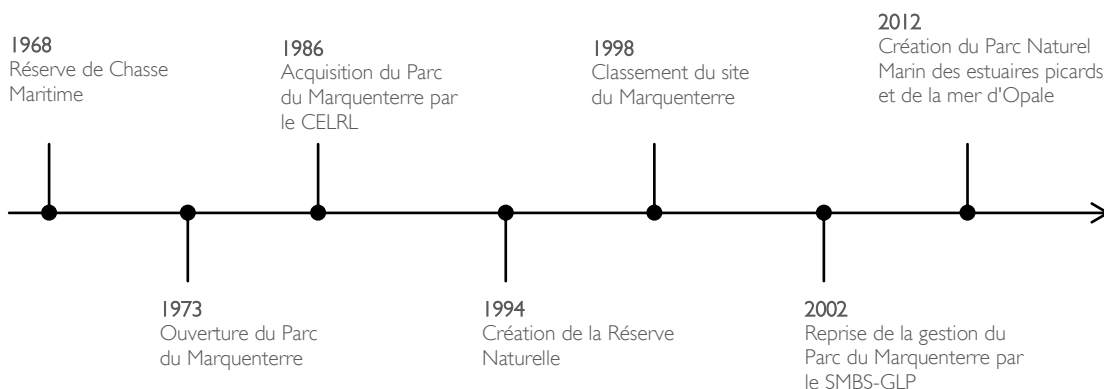 1968
Réserve de Chasse
Maritime
1973
Ouverture du Parc
du Marquenterre
1986
Acquisition du Parc
du Marquenterre par
le CELRL
1994
Création de la Réserve
Naturelle
1998
Classement du site
du Marquenterre
2002
Reprise de la gestion du
Parc du Marquenterre par
le SMBS-GLP
2012
Création du Parc Naturel
Marin des estuaires picards
et de la mer d'Opale